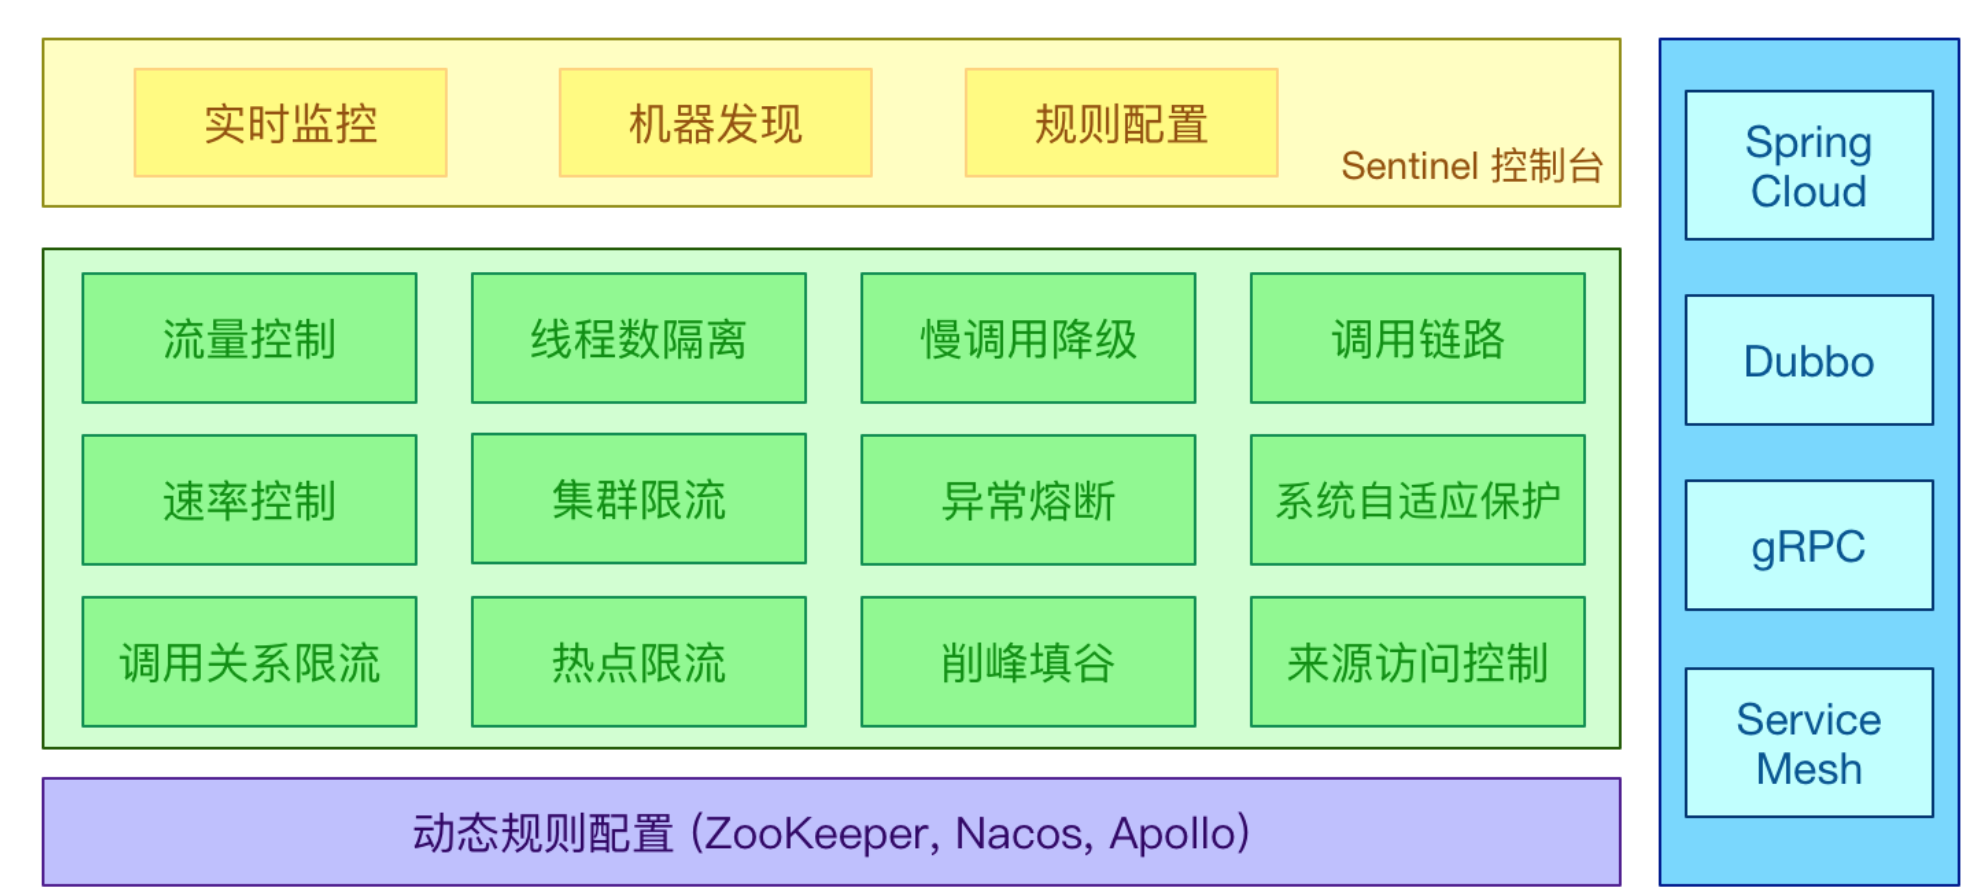 实时监控
机器发现
规则配置
Sentinel 控制台
流量控制
线程数隔离
慢调用降级
调用链路
速率控制
集群限流
异常熔断
系统自适应保护
调用关系限流
热点限流
削峰填谷
来源访问控制
动态规则配置 (ZooKeeper, Nacos, Apollo)
Spring
Cloud
Dubbo
gRPC
Service
Mesh